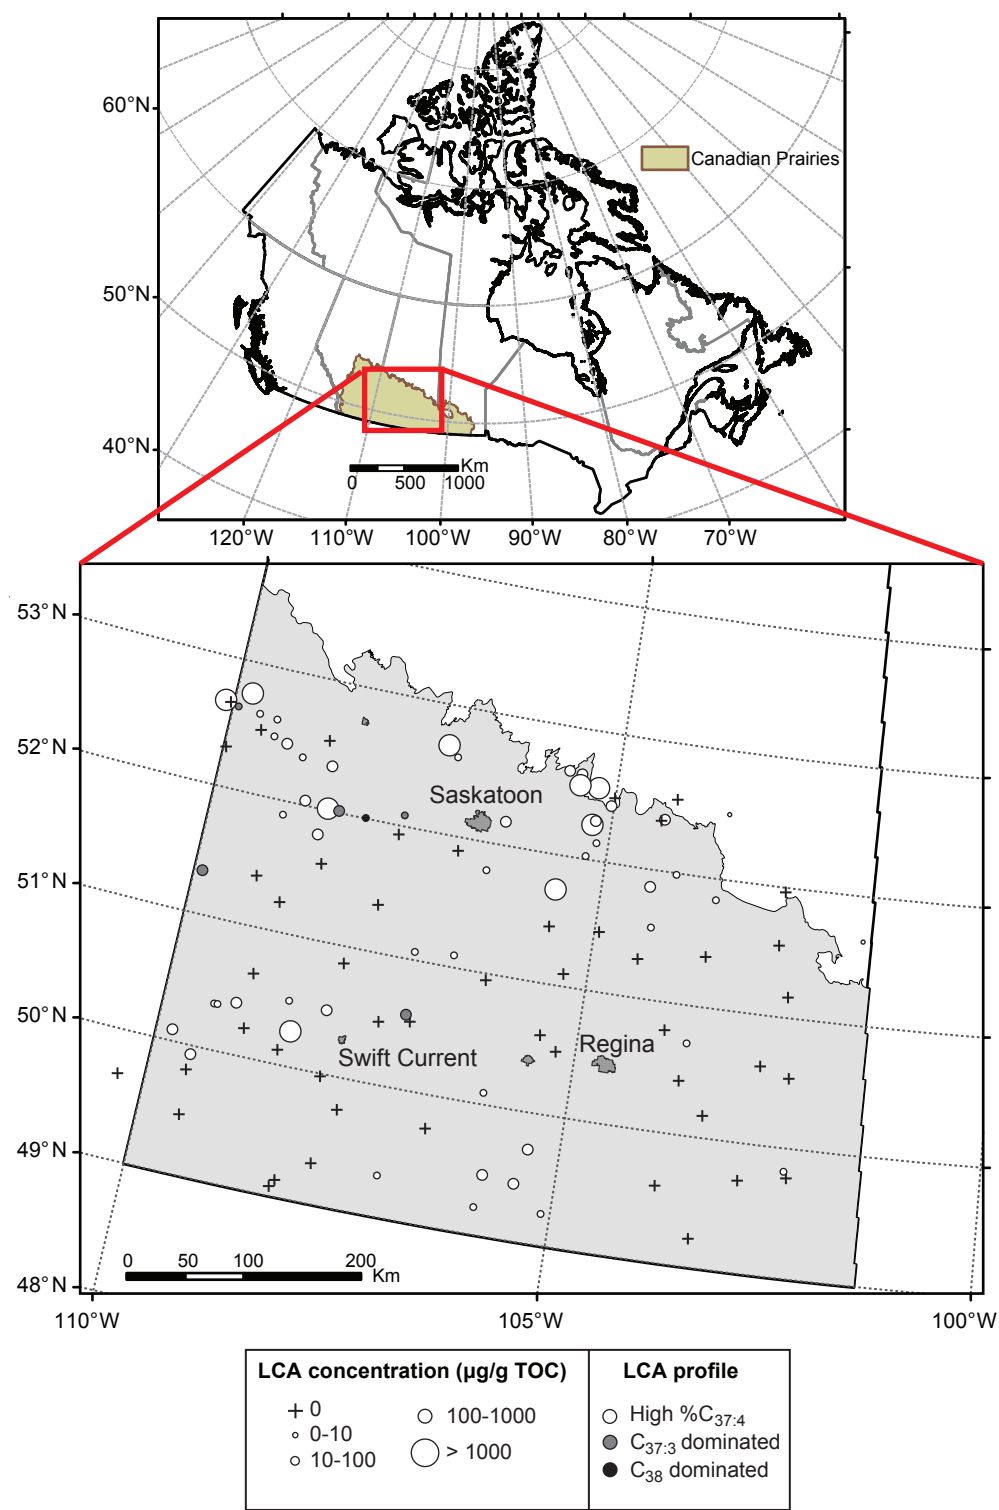 60°N
50°N
40°N
Canadian Prairies
Km
0 500 1000
120°W 110°W 100°W 90°W 80°W 70°W
53°N
52°N
51°N
50°N
49°N
48°N
Saskatoon
Swift Current
Regina
0 50 100 200
Km
110°W 105°W 100°W
LCA concentration (µg/g TOC)
+ 0
0-10
10-100
100-1000
> 1000
LCA profile
High %C37:4
C37:3 dominated
C38 dominated